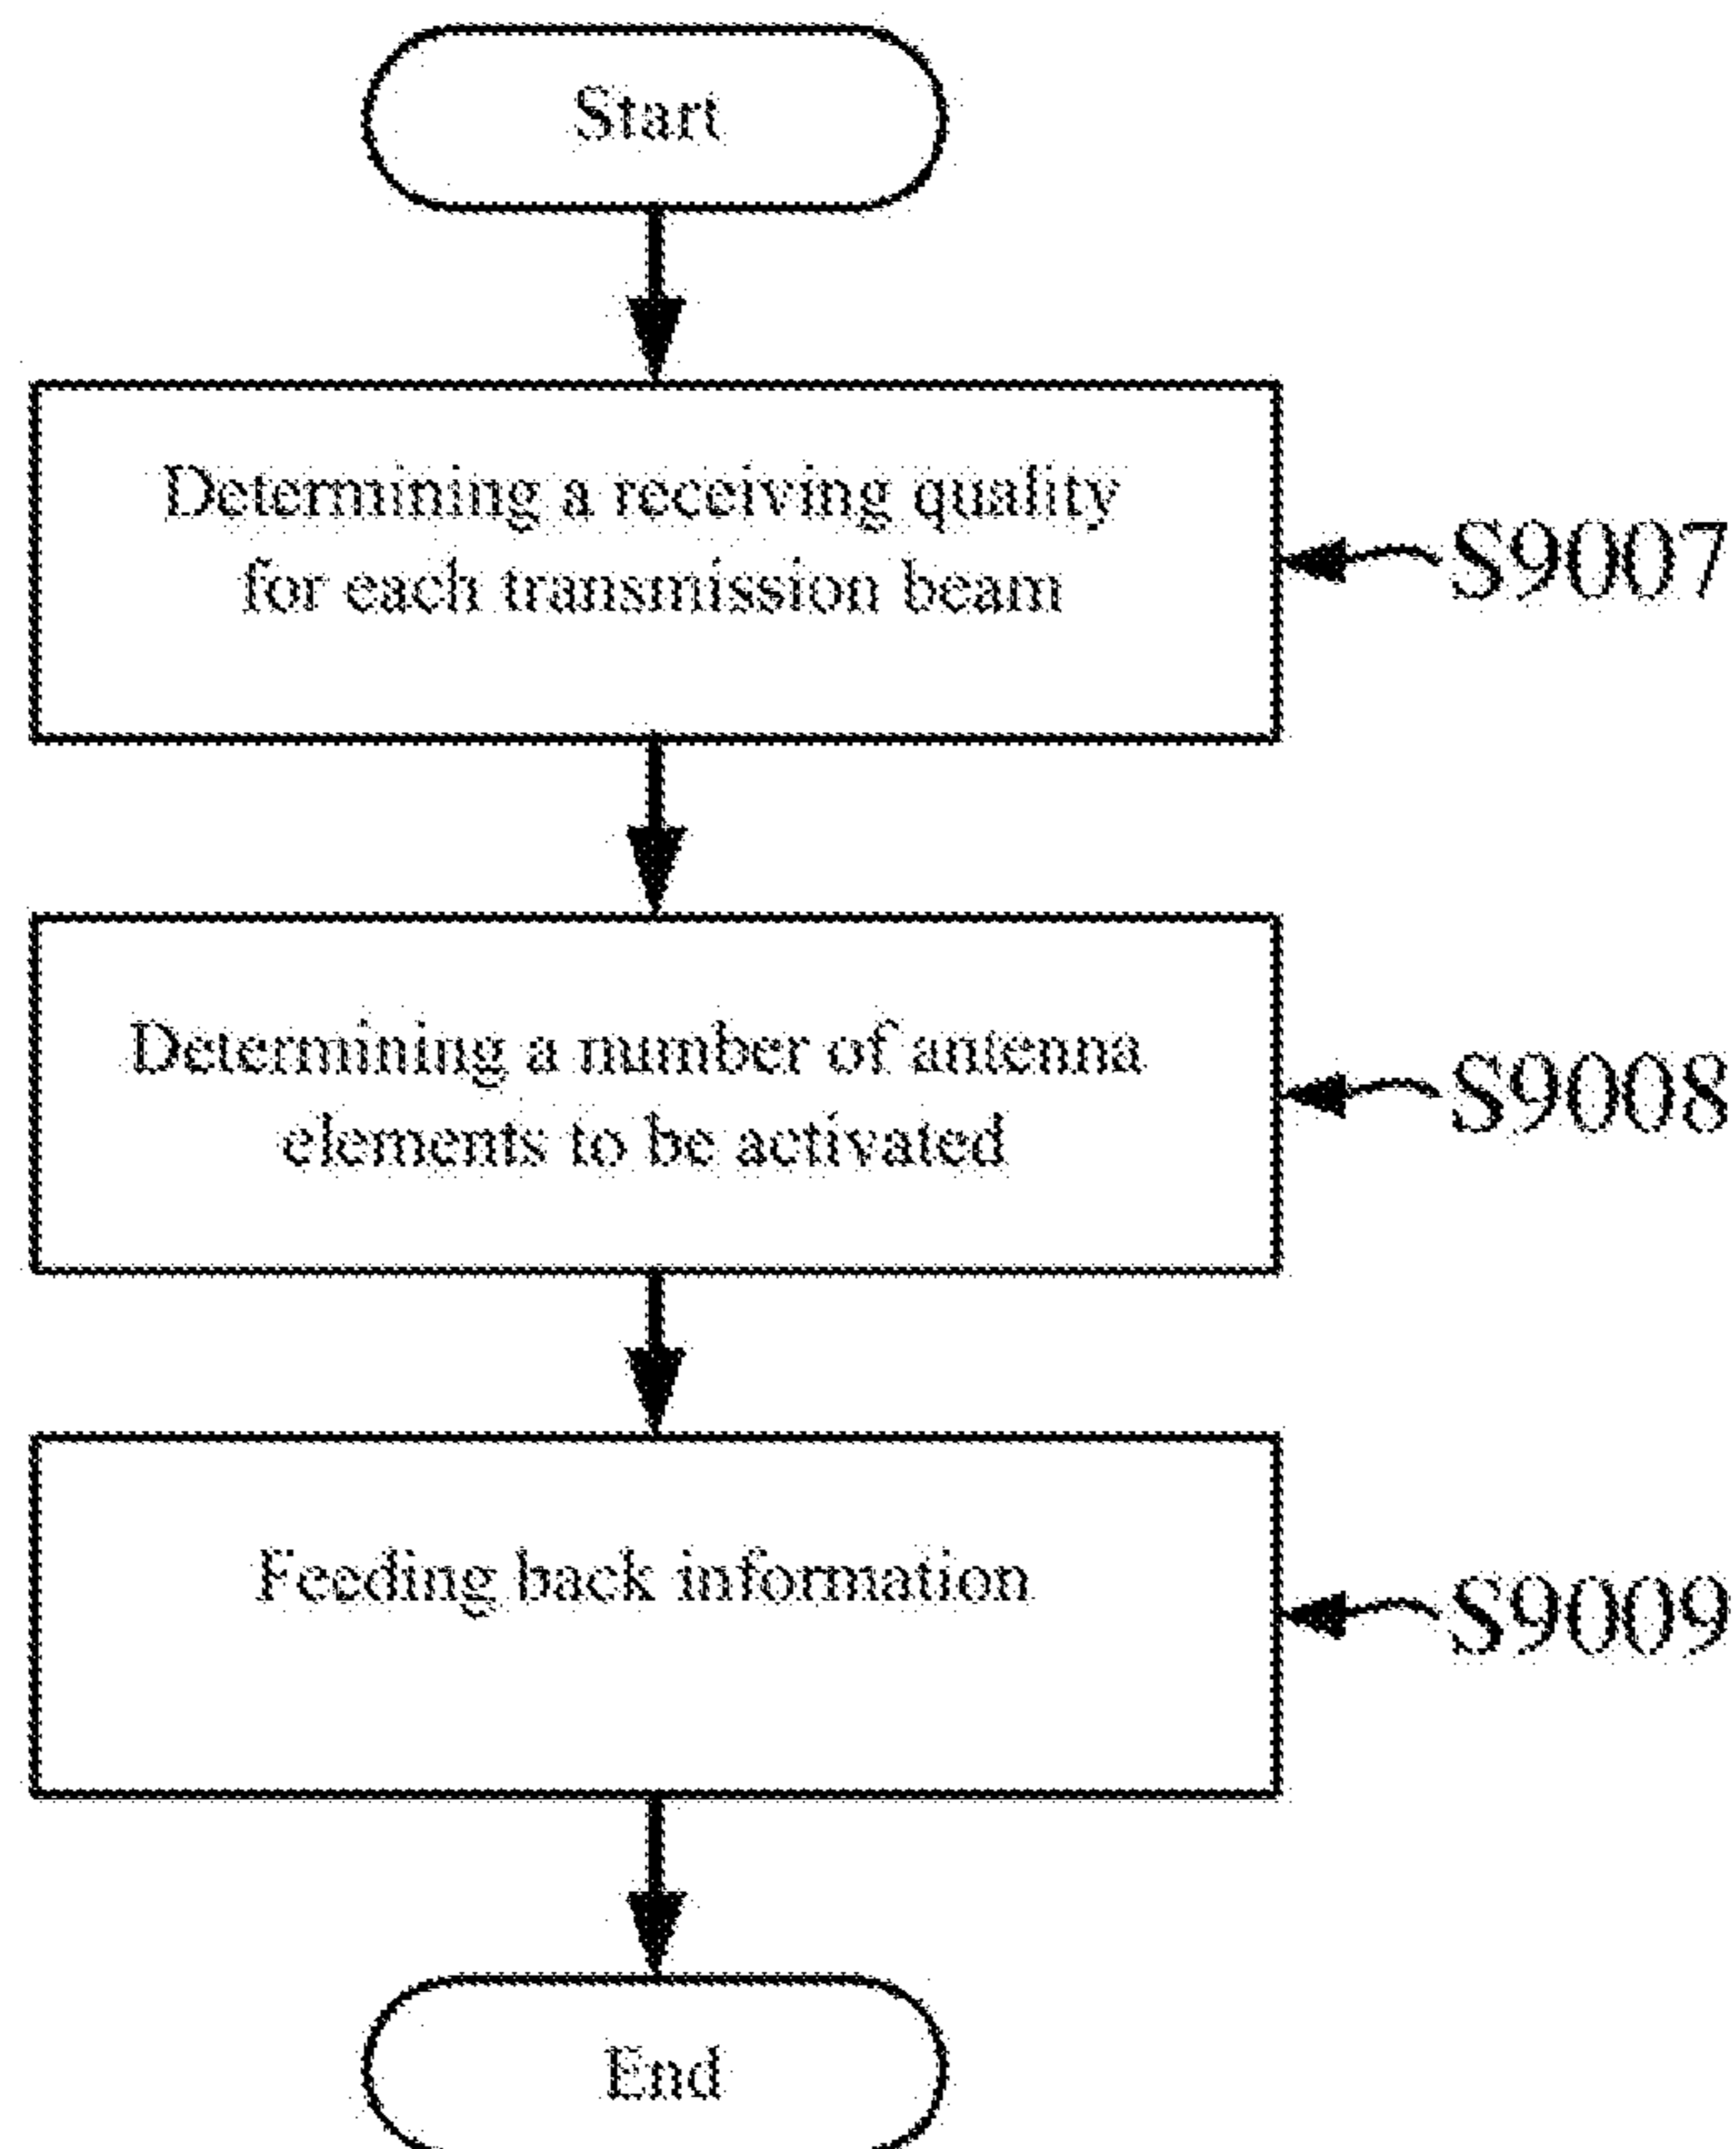 Start
Determining a receiving quality
for each transmission beam
S9007
Determining a number of antenna
elements to be activated
S9008
Feeding back information
S9009
End